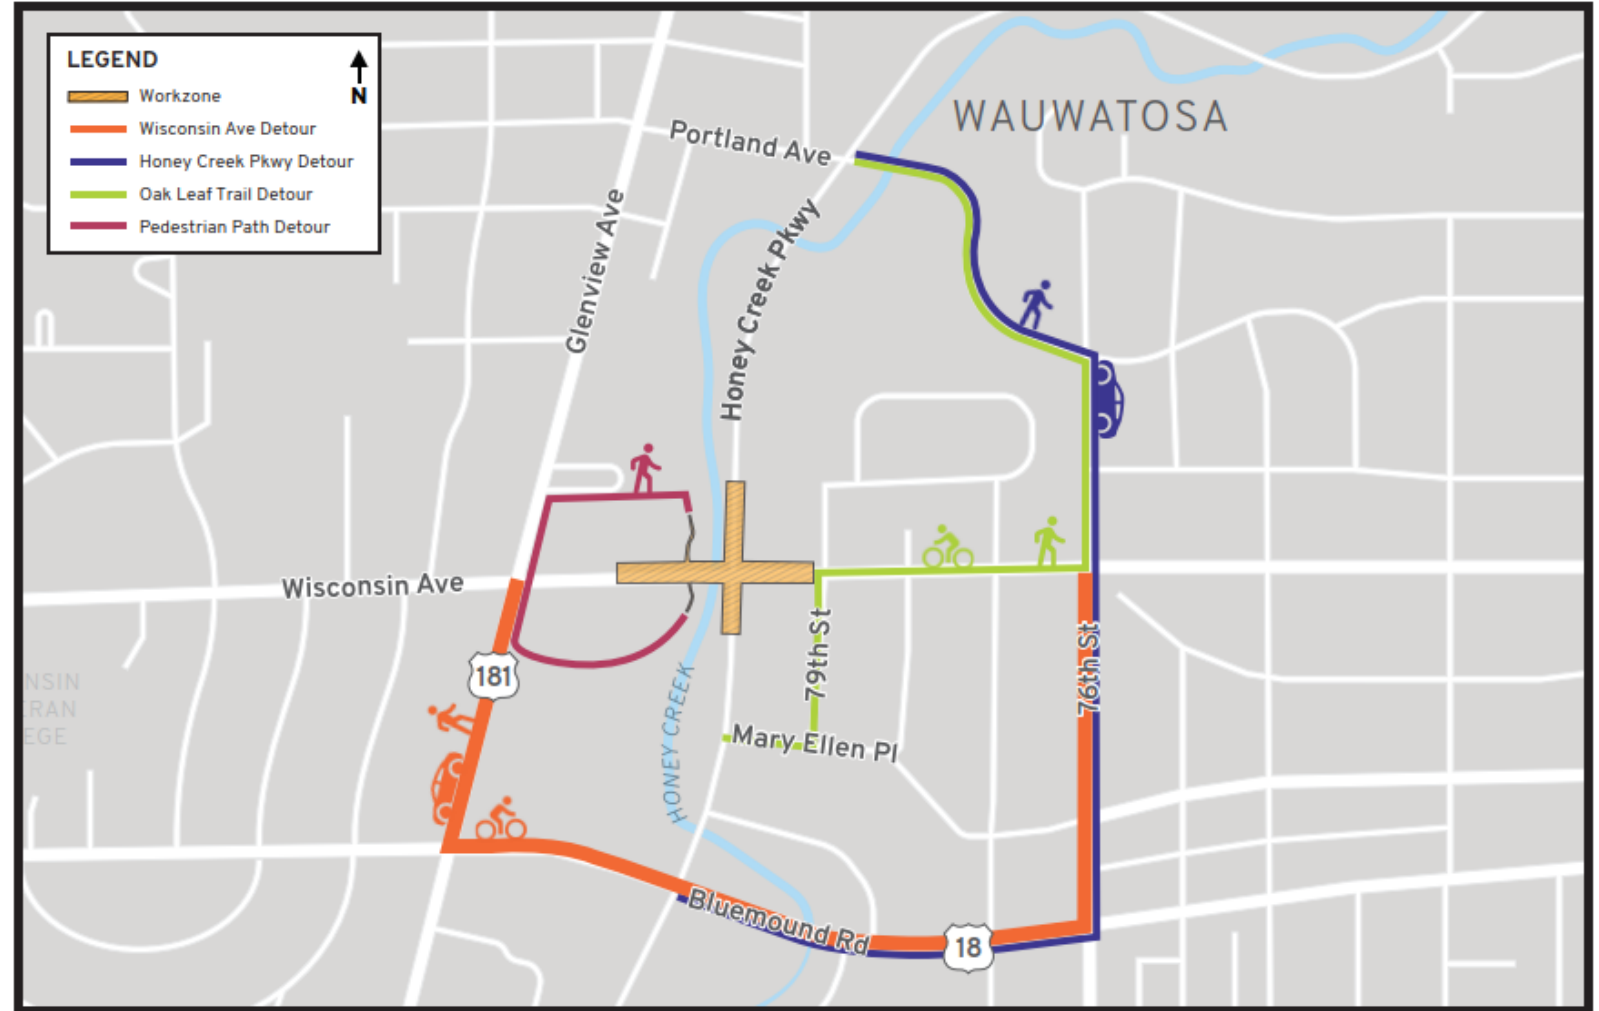 LEGEND
N
Workzone
Wisconsin Ave Detour
Honey Creek Pkwy Detour
Oak Leaf Trail Detour
Pedestrian Path Detour
WAUWATOSA
Portland Ave
Glenview Ave
Honey Creek Pkwy
Wisconsin Ave
79th St
76th St
181
NSIN
ERAN
EGE
HONEY CREEK
Mary Ellen Pl
Bluemound Rd
18